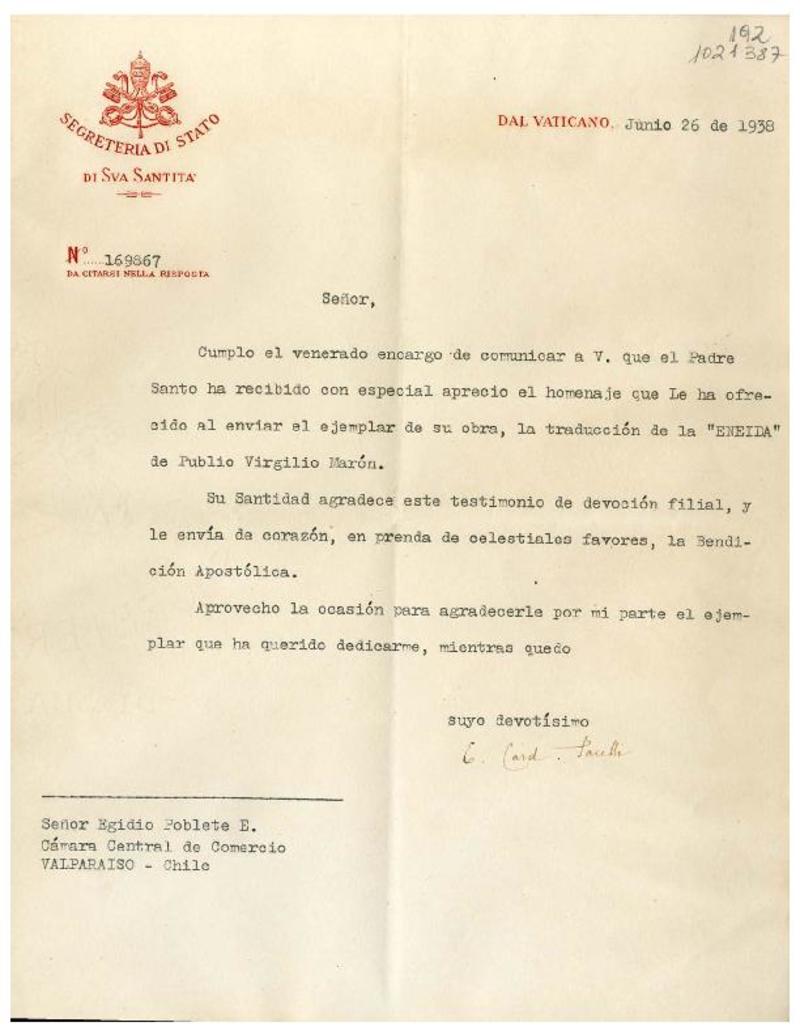 192
1021387
SEGRETERIA DI STATO
DI SVA SANTITA'
DAL VATICANO, Junio 26 de 1938
Nº 169867
DA CITARSI NELLA RISPOSTA
Señor,
Cumplo el venerado encargo de comunicar a V. que el Padre
Santo ha recibido con especial aprecio el homenaje que Le ha ofre-
cido al enviar el ejemplar de su obra, la traducción de la "ENEIDA"
de Publio Virgilio Marón.
Su Santidad agradece este testimonio de devoción filial, y
le envía de corazón, en prenda de celestiales favores, la Bendi-
ción Apostólica.
Aprovecho la ocasión para agradecerle por mi parte el ejem-
plar que ha querido dedicarme, mientras quedo
suyo devotísimo
E. Card. Pacelli
Señor Egidio Poblete E.
Cámara Central de Comercio
VALPARAISO - Chile